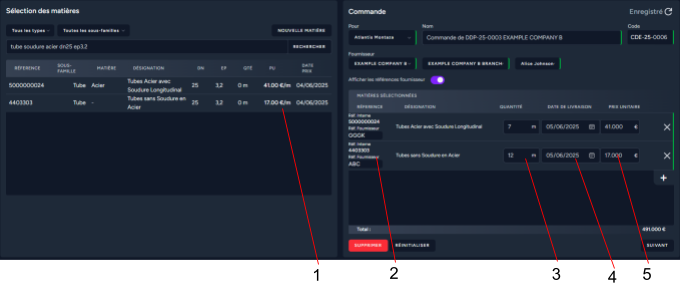 Sélection des matières
Tous les types
Toutes les sous-familles
NOUVELLE MATIÈRE
tube soudure acier dn25 ep3.2
RECHERCHER
RÉFÉRENCE SOUS-FAMILLE MATIÈRE DÉSIGNATION DN EP QTÉ PU DATE PRIX
5000000024 Tube Acier Tubes Acier avec Soudure Longitudinal 25 3,2 0 m 41.00 €/m 04/06/2025
4403303 Tube - Tubes sans Soudure en Acier 25 3,2 0 m 17.00 €/m 04/06/2025
1
Commande
Enregistré
Pour Nom Code
Atlantis Montaza Commande de DDP-25-0003 EXAMPLE COMPANY B CDE-25-0006
Fournisseur
EXAMPLE COMPANY B EXAMPLE COMPANY B BRANCH Alice Johnson
Afficher les références fournisseur
MATIÈRES SÉLECTIONNÉES
RÉFÉRENCE DÉSIGNATION QUANTITÉ DATE DE LIVRAISON PRIX UNITAIRE
Réf. Interne
5000000024
Réf. Fournisseur
Tubes Acier avec Soudure Longitudinal 7 m 05/06/2025 41.000 €
Réf. Interne
4403303
Réf. Fournisseur
ABC
Tubes sans Soudure en Acier 12 m 05/06/2025 17.000 €
+
Total : 491.000 €
SUPPRIMER RÉINITIALISER SUIVANT
2 3 4 5